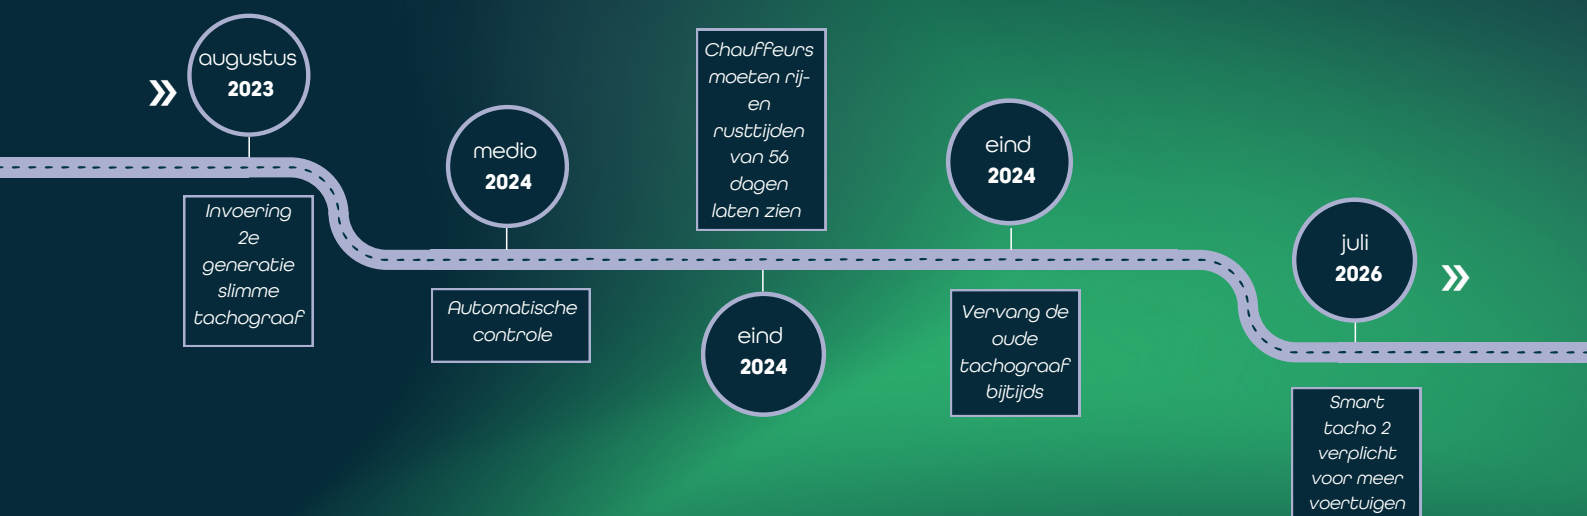 augustus
2023
Invoering
2e
generatie
slimme
tachograaf
medio
2024
Automatische
controle
Chauffeurs
moeten rij-
en
rusttijden
van 56
dagen
laten zien
eind
2024
eind
2024
Vervang de
oude
tachograaf
bijtijds
juli
2026
Smart
tacho 2
verplicht
voor meer
voertuigen